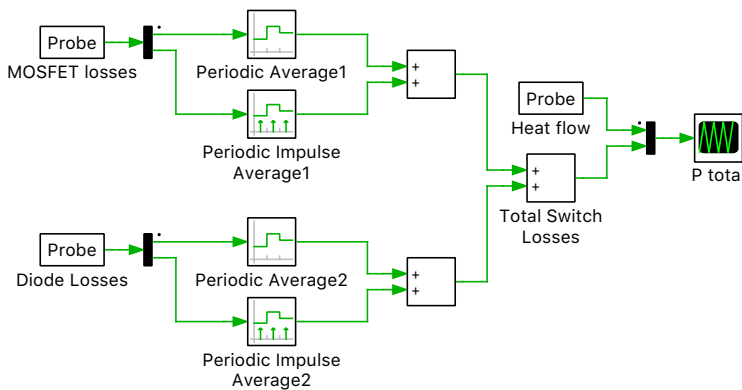 Probe
MOSFET losses
Periodic Average1
Periodic Impulse
Average1
+
+
Probe
Heat flow
+
+
Total Switch
Losses
P total
Probe
Diode Losses
Periodic Average2
Periodic Impulse
Average2
+
+